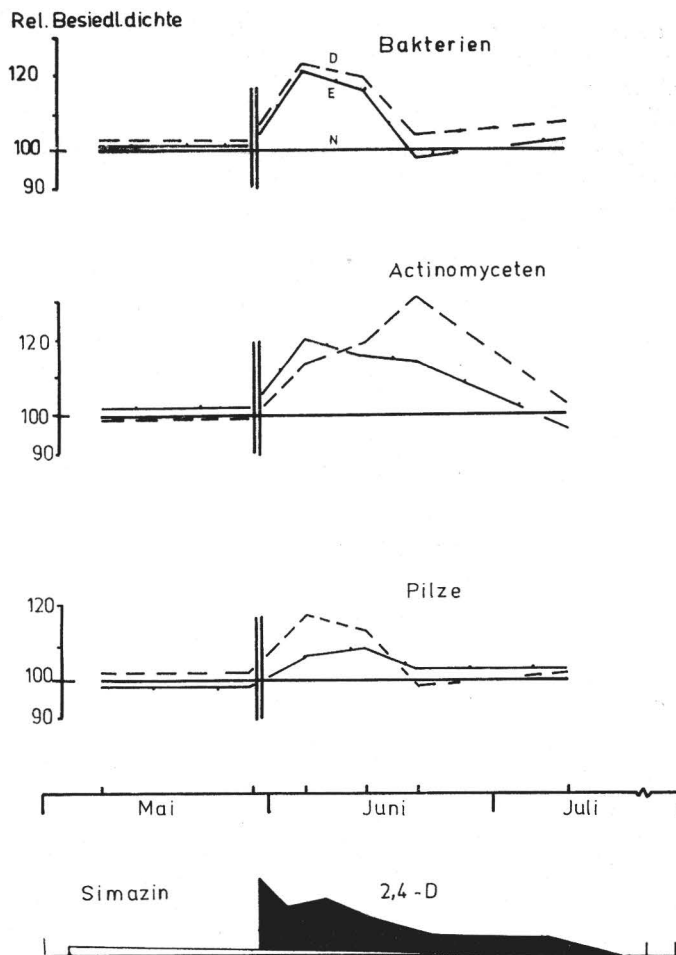 Rel. Besiedl.dichte
Bakterien
120
100
90
D
E
N
Actinomyceten
120
100
90
Pilze
120
100
90
Mai Juni Juli
Simazin 2,4-D